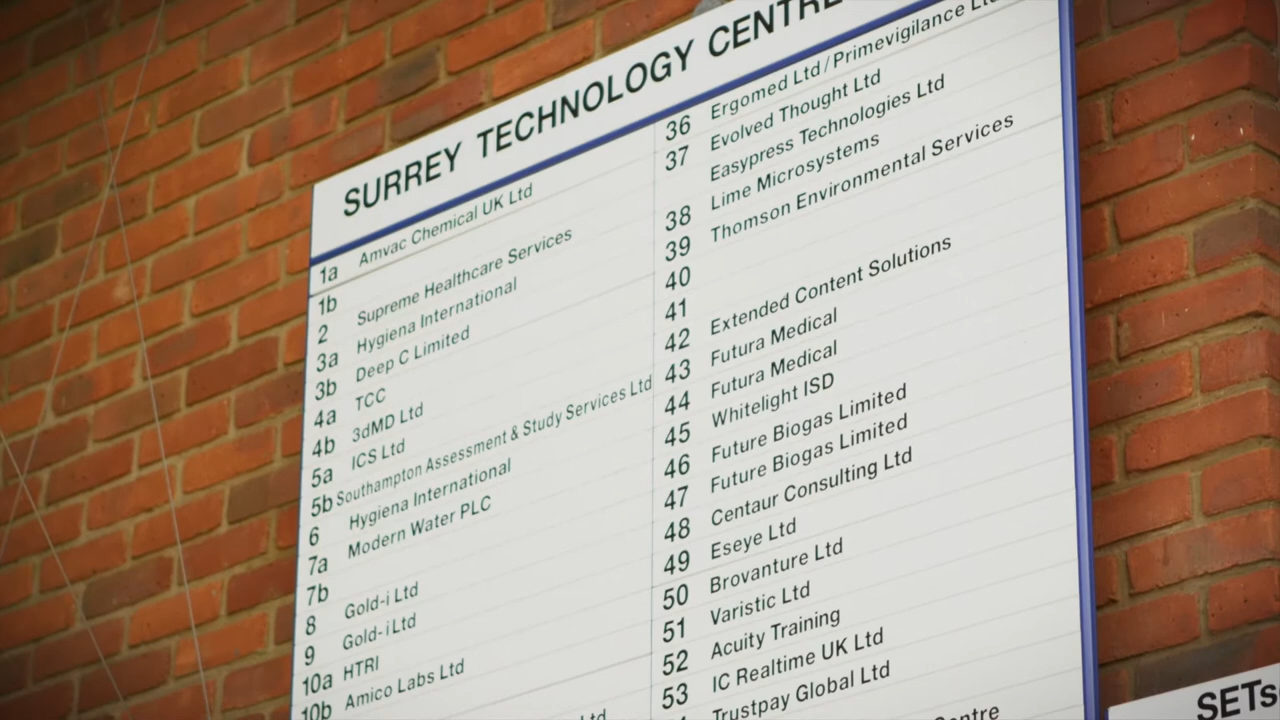 SURREY TECHNOLOGY CENTRE
1a Amvac Chemical UK Ltd
1b
2 Supreme Healthcare Services
3a Hygiena International
3b Deep C Limited
4a TCC
4b 3dMD Ltd
5a ICS Ltd
5b Southampton Assessment & Study Services Ltd
6 Hygiena International
7a Modern Water PLC
7b
8 Gold-i Ltd
9 Gold-i Ltd
10a HTRI
10b Amico Labs Ltd
Ltd
36 Ergomed Ltd / Primevigilance Ltd
37 Evolved Thought Ltd
Easypress Technologies Ltd
38 Lime Microsystems
39 Thomson Environmental Services
40
41
42 Extended Content Solutions
43 Futura Medical
44 Futura Medical
45 Whitelight ISD
46 Future Biogas Limited
47 Future Biogas Limited
48 Centaur Consulting Ltd
49 Eseye Ltd
50 Brovanture Ltd
51 Varistic Ltd
52 Acuity Training
53 IC Realtime UK Ltd
Trustpay Global Ltd
Centre
SETs